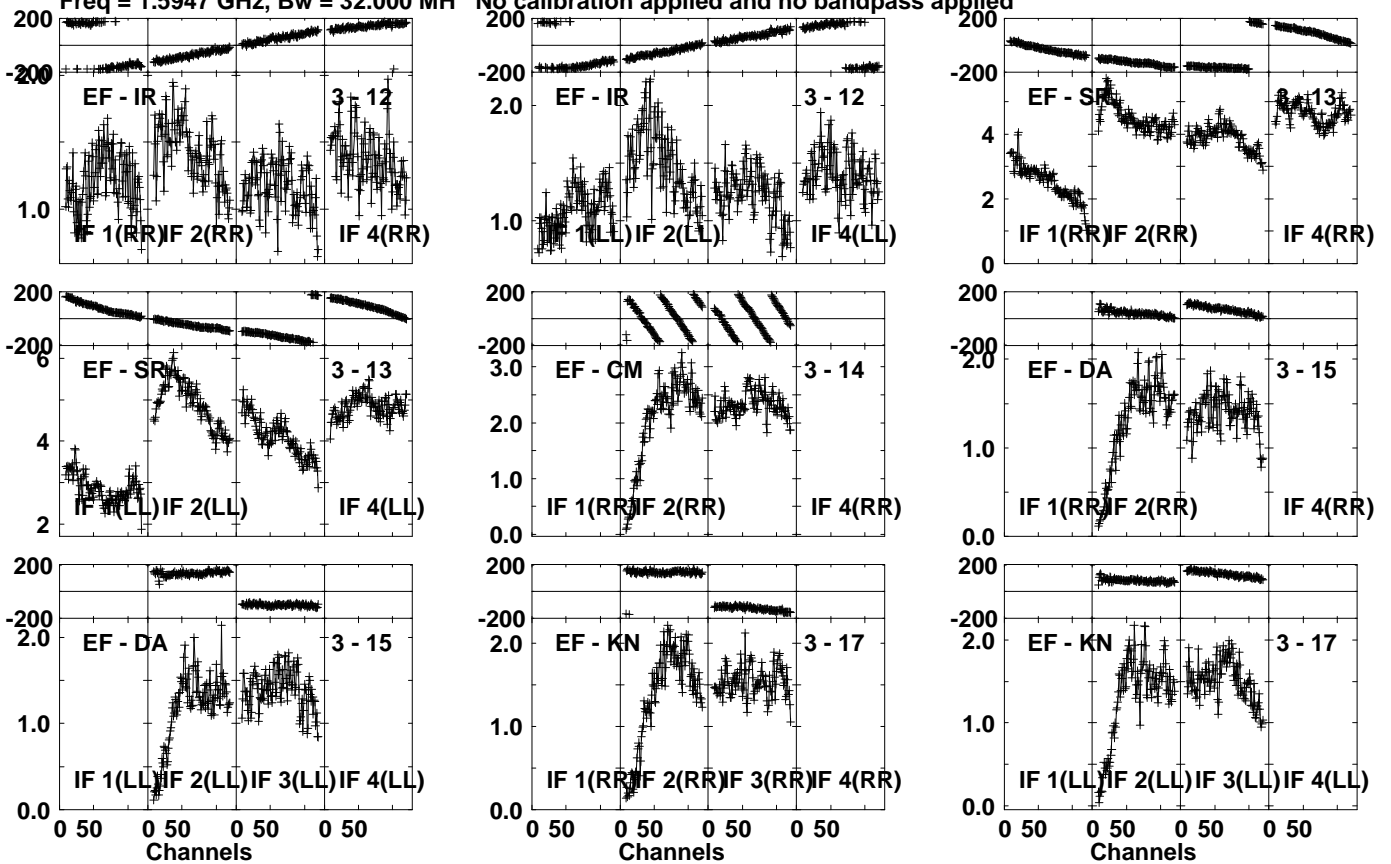 Freq = 1.5947 GHz, Bw = 32.000 MH No calibration applied and no bandpass applied
200
-200
2.0
1.0
EF - IR
3 - 12
IF 1(RR)
IF 2(RR)
IF 4(RR)
200
-200
2.0
1.0
EF - IR
3 - 12
IF 1(LL)
IF 2(LL)
IF 4(LL)
200
-200
4
2
0
EF - SR
3 - 13
IF 1(RR)
IF 2(RR)
IF 4(RR)
200
-200
6
4
2
EF - SR
3 - 13
IF 1(LL)
IF 2(LL)
IF 4(LL)
200
-200
3.0
2.0
1.0
0.0
EF - CM
3 - 14
IF 1(RR)
IF 2(RR)
IF 4(RR)
200
-200
2.0
1.0
0.0
EF - DA
3 - 15
IF 1(RR)
IF 2(RR)
IF 4(RR)
200
-200
2.0
1.0
0.0
EF - DA
3 - 15
IF 1(LL)
IF 2(LL)
IF 3(LL)
IF 4(LL)
0 50 0 50 0 50 0 50
Channels
200
-200
2.0
1.0
0.0
EF - KN
3 - 17
IF 1(RR)
IF 2(RR)
IF 3(RR)
IF 4(RR)
0 50 0 50 0 50 0 50
Channels
200
-200
2.0
1.0
0.0
EF - KN
3 - 17
IF 1(LL)
IF 2(LL)
IF 3(LL)
IF 4(LL)
0 50 0 50 0 50 0 50
Channels